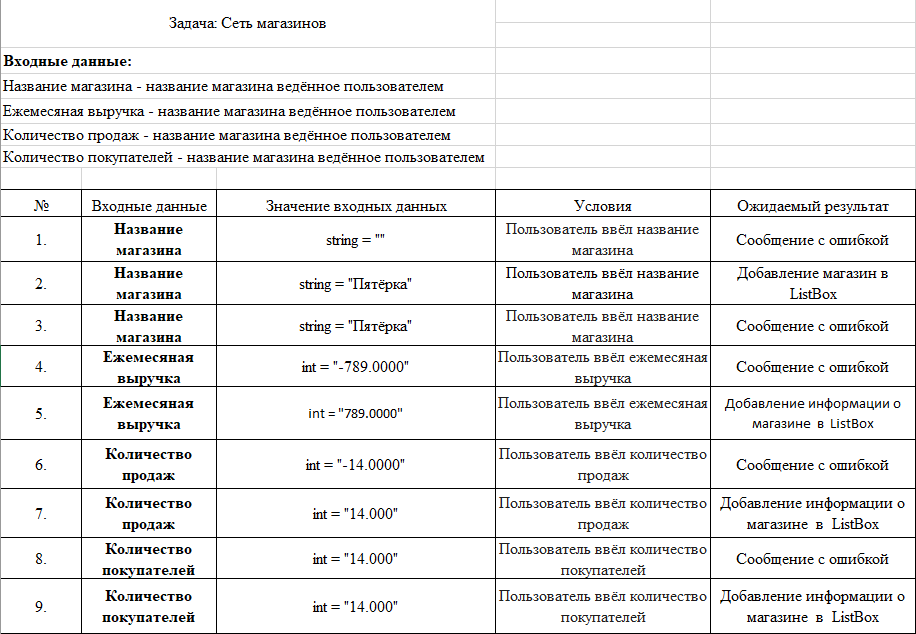 Задача: Сеть магазинов
Входные данные:
Название магазина - название магазина ведённое пользователем
Ежемесяная выручка - название магазина ведённое пользователем
Количество продаж - название магазина ведённое пользователем
Количество покупателей - название магазина ведённое пользователем
№ Входные данные Значение входных данных Условия Ожидаемый результат
1. Название магазина string = "" Пользователь ввёл название магазина Сообщение с ошибкой
2. Название магазина string = "Пятёрка" Пользователь ввёл название магазина Добавление магазин в ListBox
3. Название магазина string = "Пятёрка" Пользователь ввёл название магазина Сообщение с ошибкой
4. Ежемесяная выручка int = "-789.0000" Пользователь ввёл ежемесяная выручка Сообщение с ошибкой
5. Ежемесяная выручка int = "789.0000" Пользователь ввёл ежемесяная выручка Добавление информации о магазине в ListBox
6. Количество продаж int = "-14.0000" Пользователь ввёл количество продаж Сообщение с ошибкой
7. Количество продаж int = "14.000" Пользователь ввёл количество продаж Добавление информации о магазине в ListBox
8. Количество покупателей int = "14.000" Пользователь ввёл количество покупателей Сообщение с ошибкой
9. Количество покупателей int = "14.000" Пользователь ввёл количество покупателей Добавление информации о магазине в ListBox